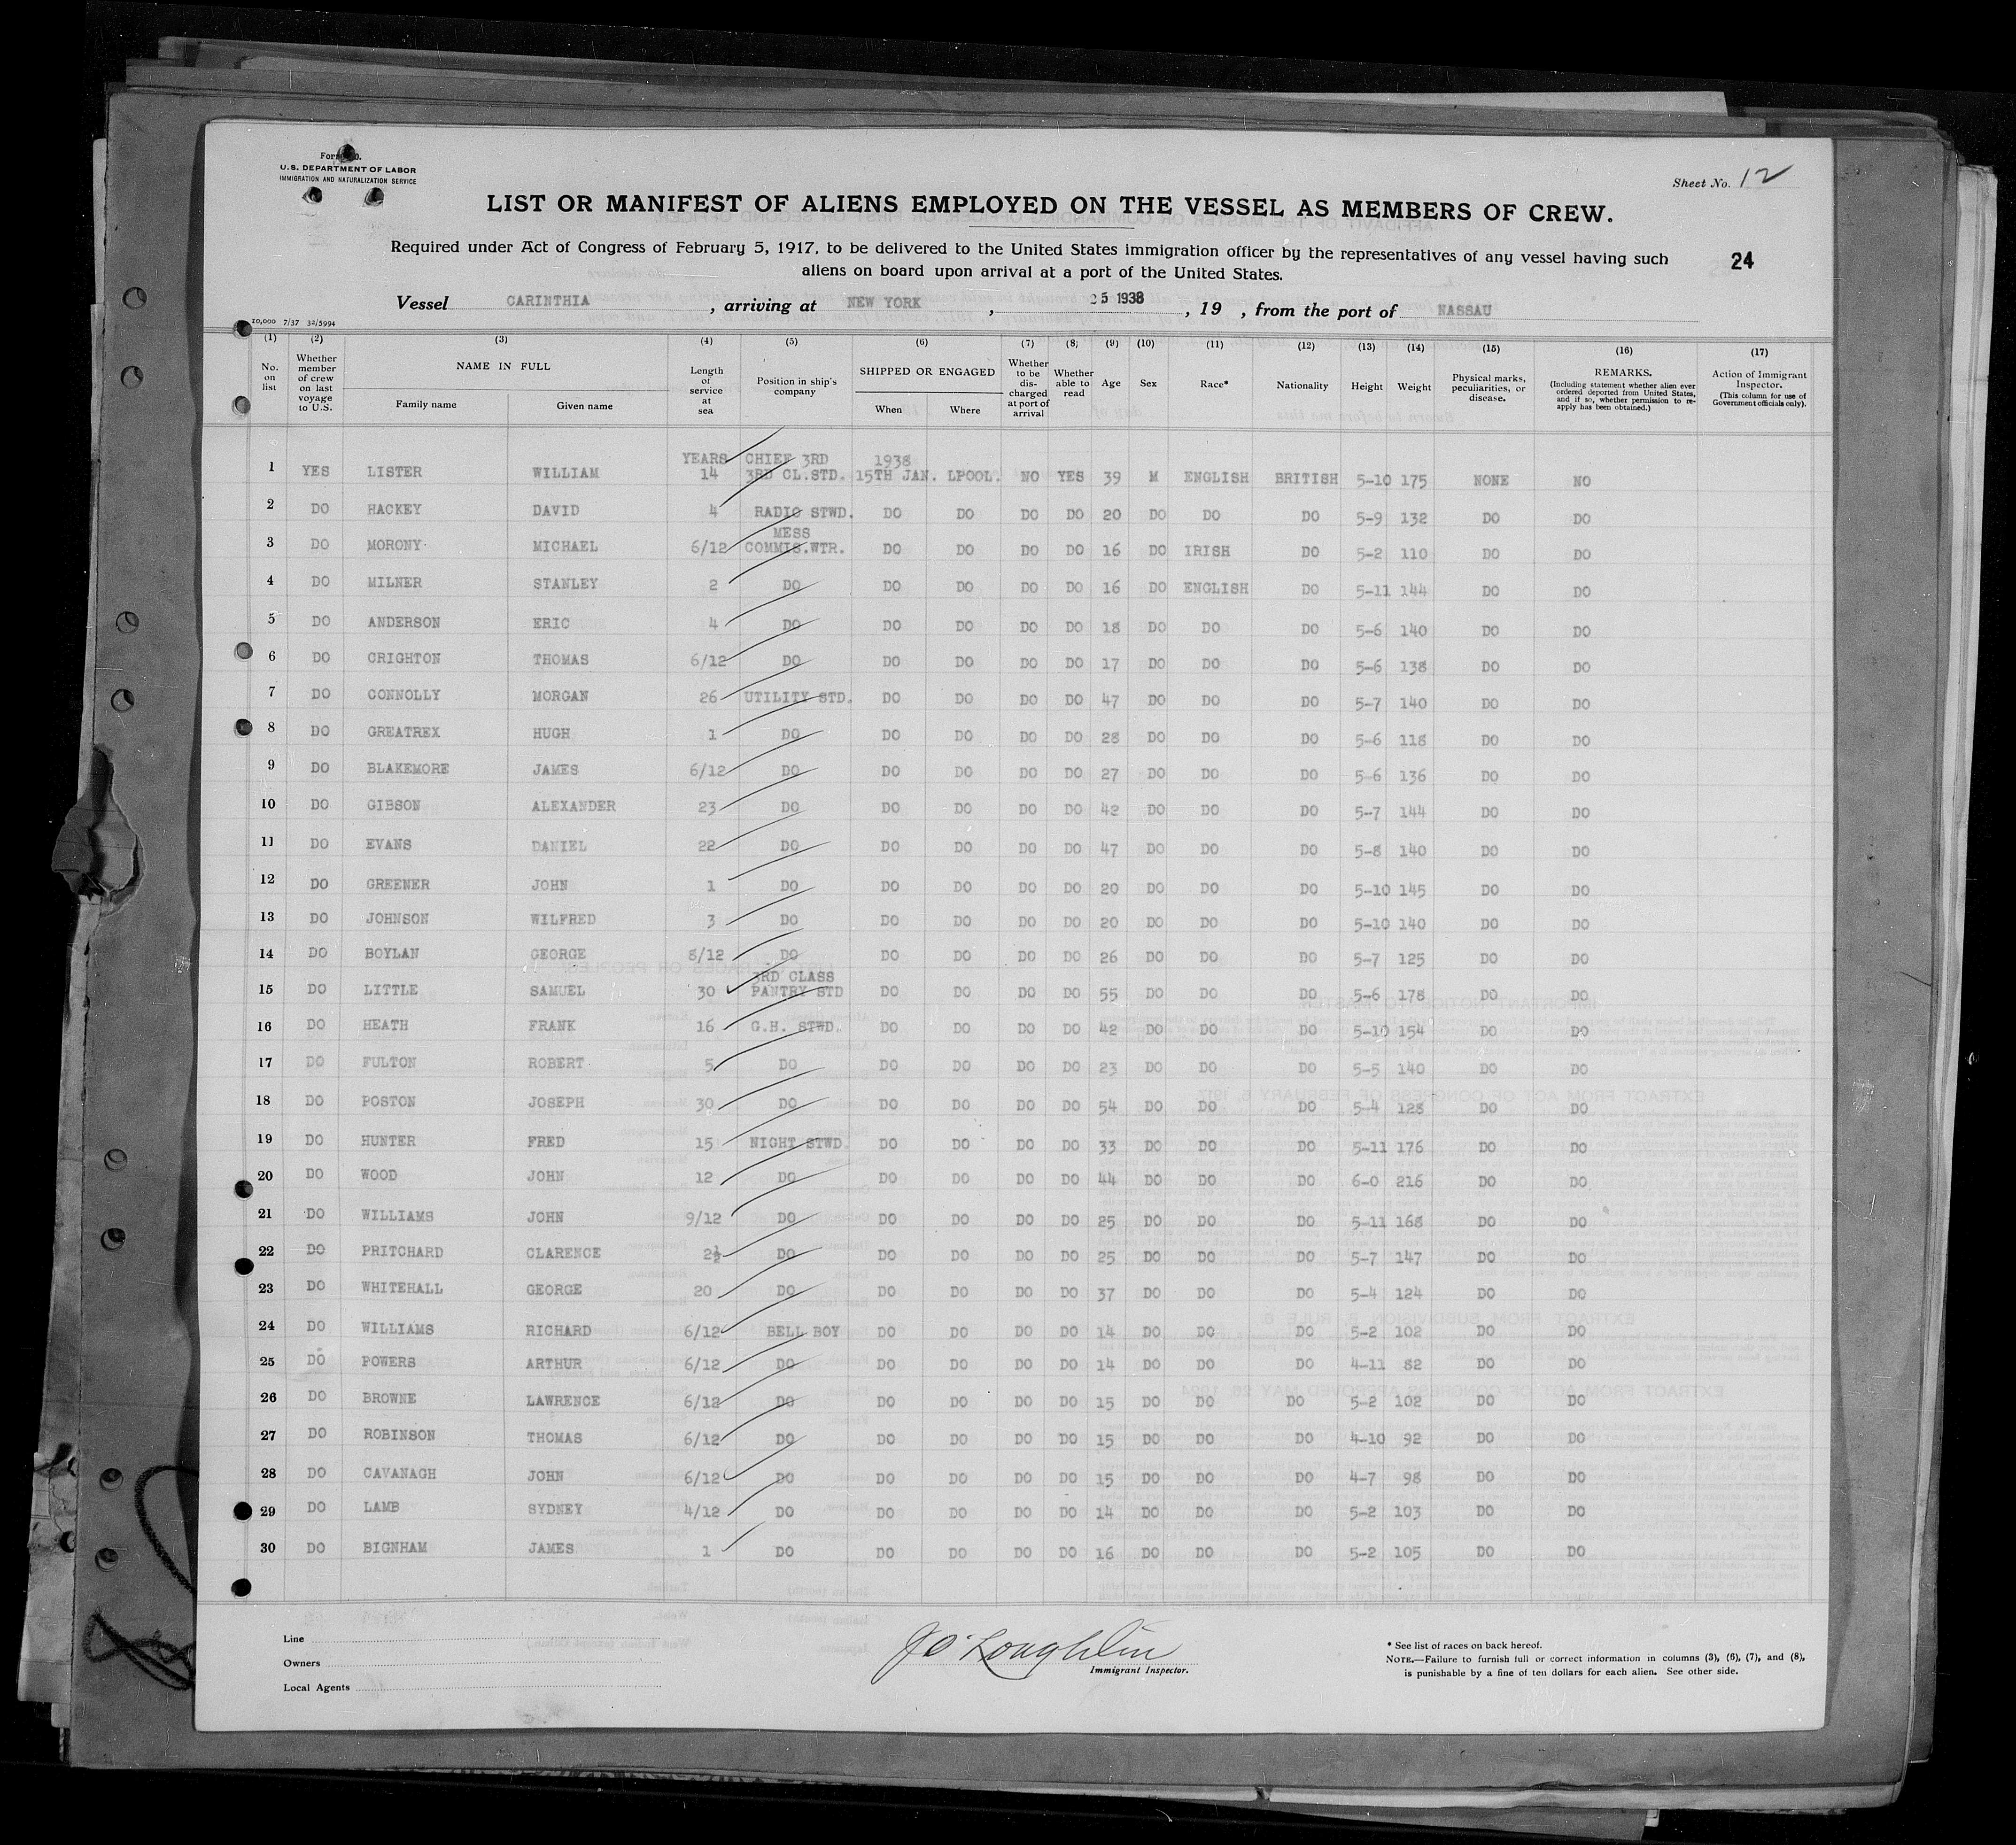 U.S. DEPARTMENT OF LABOR
IMMIGRATION AND NATURALIZATION SERVICE
Sheet No. 12
LIST OR MANIFEST OF ALIENS EMPLOYED ON THE VESSEL AS MEMBERS OF CREW.
Required under Act of Congress of February 5, 1917, to be delivered to the United States immigration officer by the representatives of any vessel having such
aliens on board upon arrival at a port of the United States.
24
Vessel CARINTHIA , arriving at NEW YORK , 25 1938 , 19 , from the port of NASSAU
10,000 7/37 32/5994
(1) (2) (3) (4) (5) (6) (7) (8) (9) (10) (11) (12) (13) (14) (15) (16) (17)
No. on list Whether member of crew on last voyage to U.S. NAME IN FULL Family name Given name Length of service at sea Position in ship's company SHIPPED OR ENGAGED When Where Whether to be discharged at port of arrival Whether able to read Age Sex Race* Nationality Height Weight Physical marks, peculiarities, or disease. REMARKS. (Including statement whether alien ever ordered deported from United States, and if so, whether permission to re-apply has been obtained.) Action of Immigrant Inspector. (This column for use of Government officials only).
YEARS CHIEF 3RD 1938
1 YES LISTER WILLIAM 14 3RD CL.STD. 15TH JAN. LPOOL. NO YES 39 M ENGLISH BRITISH 5-10 175 NONE NO
2 DO HACKEY DAVID 4 RADIO STWD. DO DO DO DO 20 DO DO DO 5-9 132 DO DO
MESS
3 DO MORONY MICHAEL 6/12 COMMIS.WTR. DO DO DO DO 16 DO IRISH DO 5-2 110 DO DO
4 DO MILNER STANLEY 2 DO DO DO DO DO 16 DO ENGLISH DO 5-11 144 DO DO
5 DO ANDERSON ERIC 4 DO DO DO DO DO 18 DO DO DO 5-6 140 DO DO
6 DO CRIGHTON THOMAS 6/12 DO DO DO DO DO 17 DO DO DO 5-6 138 DO DO
7 DO CONNOLLY MORGAN 26 UTILITY STD. DO DO DO DO 47 DO DO DO 5-7 140 DO DO
8 DO GREATREX HUGH 1 DO DO DO DO DO 28 DO DO DO 5-6 118 DO DO
9 DO BLAKEMORE JAMES 6/12 DO DO DO DO DO 27 DO DO DO 5-6 136 DO DO
10 DO GIBSON ALEXANDER 23 DO DO DO DO DO 42 DO DO DO 5-7 144 DO DO
11 DO EVANS DANIEL 22 DO DO DO DO DO 47 DO DO DO 5-8 140 DO DO
12 DO GREENER JOHN 1 DO DO DO DO DO 20 DO DO DO 5-10 145 DO DO
13 DO JOHNSON WILFRED 3 DO DO DO DO DO 20 DO DO DO 5-10 140 DO DO
14 DO BOYLAN GEORGE 8/12 DO DO DO DO DO 26 DO DO DO 5-7 125 DO DO
3RD CLASS
15 DO LITTLE SAMUEL 30 PANTRY STD DO DO DO DO 55 DO DO DO 5-6 178 DO DO
16 DO HEATH FRANK 16 G.H. STWD. DO DO DO DO 42 DO DO DO 5-10 154 DO DO
17 DO FULTON ROBERT 5 DO DO DO DO DO 23 DO DO DO 5-5 140 DO DO
18 DO POSTON JOSEPH 30 DO DO DO DO DO 54 DO DO DO 5-4 128 DO DO
19 DO HUNTER FRED 15 NIGHT STWD. DO DO DO DO 33 DO DO DO 5-11 176 DO DO
20 DO WOOD JOHN 12 DO DO DO DO DO 44 DO DO DO 6-0 216 DO DO
21 DO WILLIAMS JOHN 9/12 DO DO DO DO DO 25 DO DO DO 5-11 168 DO DO
22 DO PRITCHARD CLARENCE 2½ DO DO DO DO DO 25 DO DO DO 5-7 147 DO DO
23 DO WHITEHALL GEORGE 20 DO DO DO DO DO 37 DO DO DO 5-4 124 DO DO
24 DO WILLIAMS RICHARD 6/12 BELL BOY DO DO DO DO 14 DO DO DO 5-2 102 DO DO
25 DO POWERS ARTHUR 6/12 DO DO DO DO DO 14 DO DO DO 4-11 82 DO DO
26 DO BROWNE LAWRENCE 6/12 DO DO DO DO DO 15 DO DO DO 5-2 102 DO DO
27 DO ROBINSON THOMAS 6/12 DO DO DO DO DO 15 DO DO DO 4-10 92 DO DO
28 DO CAVANAGH JOHN 6/12 DO DO DO DO DO 15 DO DO DO 4-7 98 DO DO
29 DO LAMB SYDNEY 4/12 DO DO DO DO DO 14 DO DO DO 5-2 103 DO DO
30 DO BIGNHAM JAMES 1 DO DO DO DO DO 16 DO DO DO 5-2 105 DO DO
Line
Owners
Local Agents
J O'Loughlin
Immigrant Inspector.
* See list of races on back hereof.
NOTE.—Failure to furnish full or correct information in columns (3), (6), (7), and (8),
is punishable by a fine of ten dollars for each alien. See other side.